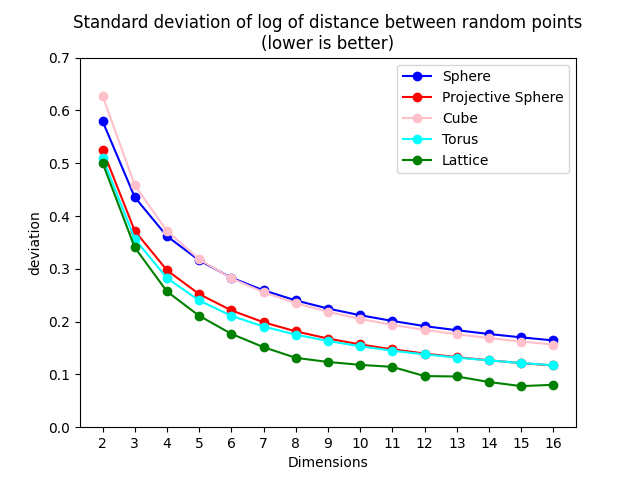 Standard deviation of log of distance between random points
(lower is better)
Sphere
Projective Sphere
Cube
Torus
Lattice
deviation
0.7
0.6
0.5
0.4
0.3
0.2
0.1
0.0
2 3 4 5 6 7 8 9 10 11 12 13 14 15 16
Dimensions